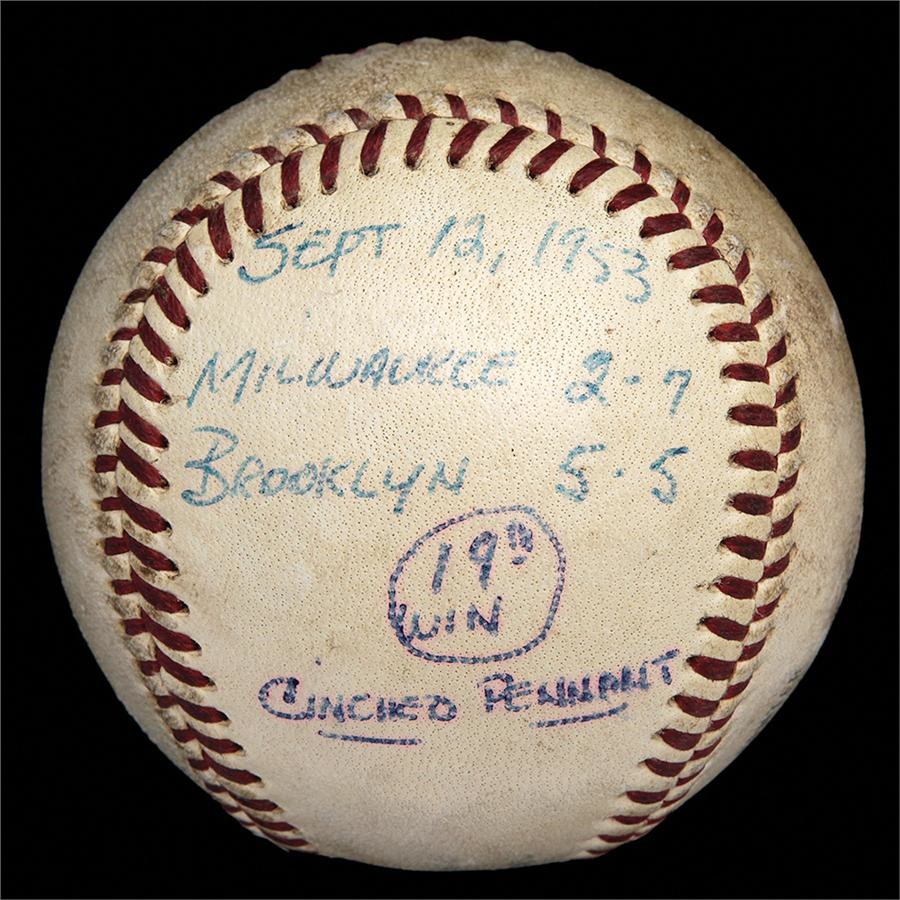 SEPT 12, 1953
MILWAUKEE 2-7
BROOKLYN 5-5
19th
WIN
CINCHED PENNANT